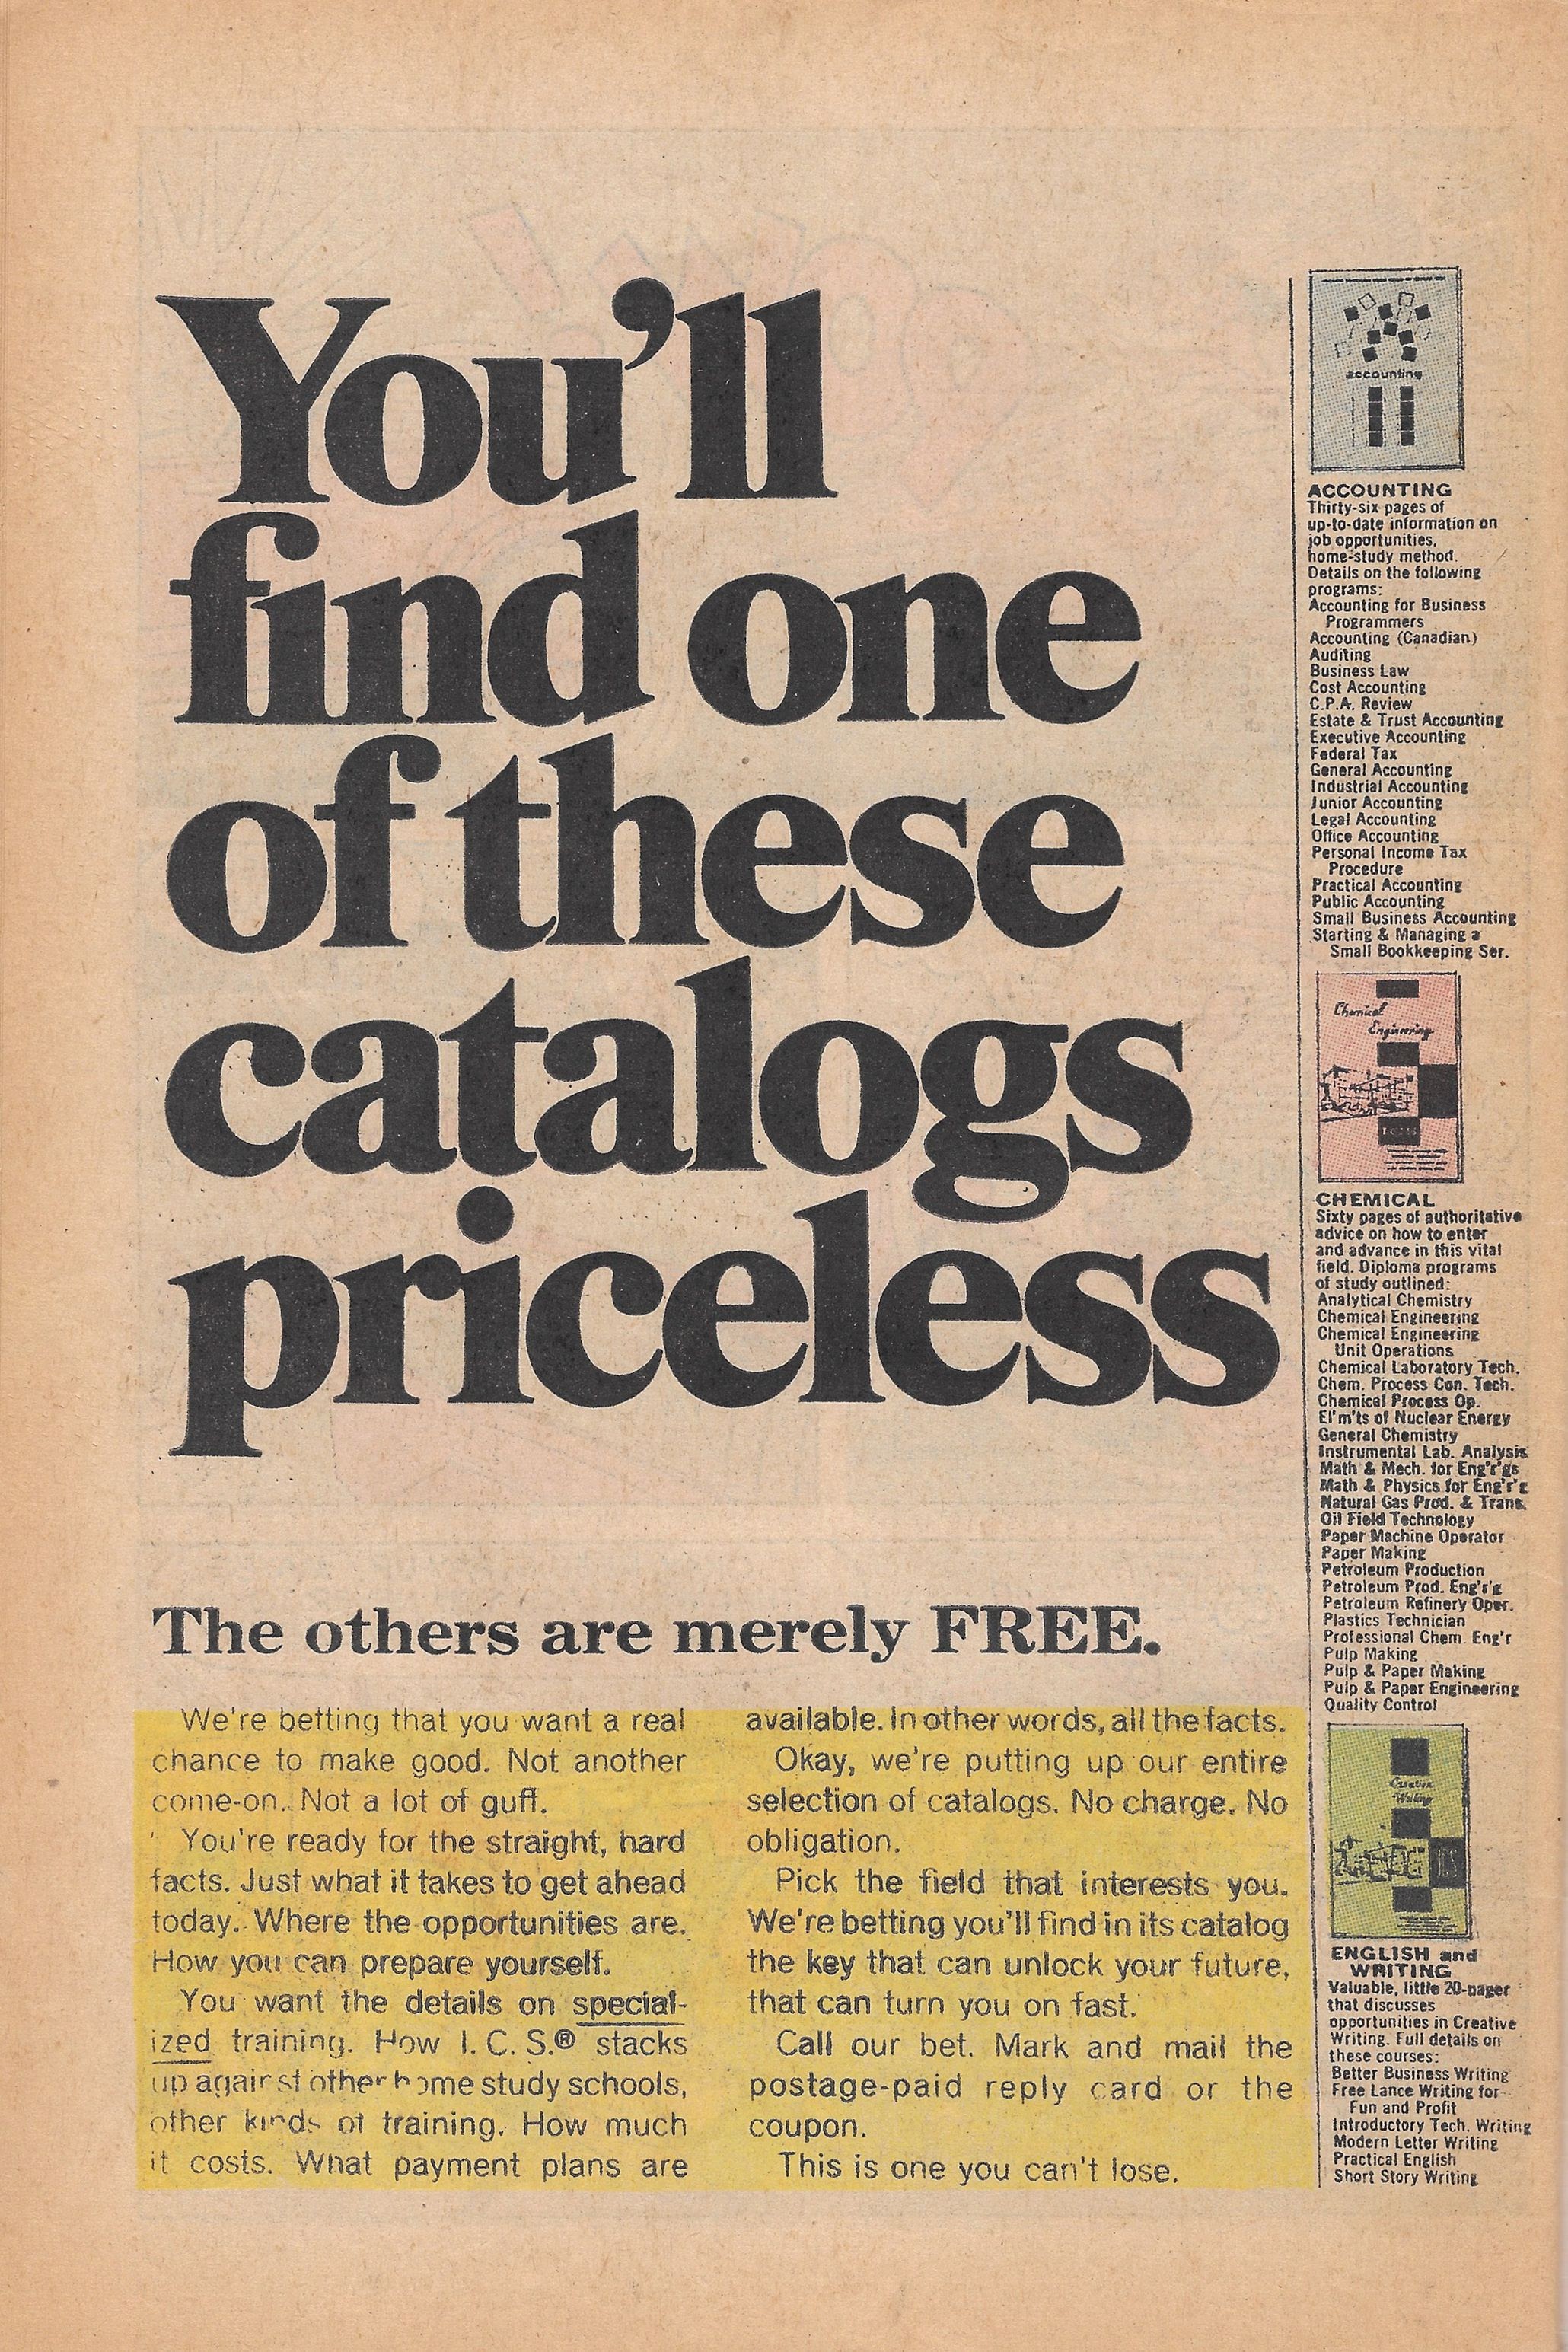 You'll
find one
of these
catalogs
priceless
The others are merely FREE.
We're betting that you want a real
chance to make good. Not another
come-on. Not a lot of guff.
You're ready for the straight, hard
facts. Just what it takes to get ahead
today. Where the opportunities are.
How you can prepare yourself.
You want the details on special-
ized training. How I.C.S.® stacks
up against other home study schools,
other kinds of training. How much
it costs. What payment plans are
available. In other words, all the facts.
Okay, we're putting up our entire
selection of catalogs. No charge. No
obligation.
Pick the field that interests you.
We're betting you'll find in its catalog
the key that can unlock your future,
that can turn you on fast.
Call our bet. Mark and mail the
postage-paid reply card or the
coupon.
This is one you can't lose.
accounting
ACCOUNTING
Thirty-six pages of
up-to-date information on
job opportunities,
home-study method.
Details on the following
programs:
Accounting for Business
Programmers
Accounting (Canadian)
Auditing
Business Law
Cost Accounting
C.P.A. Review
Estate & Trust Accounting
Executive Accounting
Federal Tax
General Accounting
Industrial Accounting
Junior Accounting
Legal Accounting
Office Accounting
Personal Income Tax
Procedure
Practical Accounting
Public Accounting
Small Business Accounting
Starting & Managing a
Small Bookkeeping Ser.
Chemical
Engineering
ICS
CHEMICAL
Sixty pages of authoritative
advice on how to enter
and advance in this vital
field. Diploma programs
of study outlined:
Analytical Chemistry
Chemical Engineering
Chemical Engineering
Unit Operations
Chemical Laboratory Tech.
Chem. Process Con. Tech.
Chemical Process Op.
El'm'ts of Nuclear Energy
General Chemistry
Instrumental Lab. Analysis
Math & Mech. for Eng'r'gs
Math & Physics for Eng'r'g
Natural Gas Prod. & Trans.
Oil Field Technology
Paper Machine Operator
Paper Making
Petroleum Production
Petroleum Prod. Eng'r'g
Petroleum Refinery Oper.
Plastics Technician
Professional Chem. Eng'r
Pulp Making
Pulp & Paper Making
Pulp & Paper Engineering
Quality Control
Creative
Writing
ENGLISH and
WRITING
Valuable, little 20-pager
that discusses
opportunities in Creative
Writing. Full details on
these courses:
Better Business Writing
Free Lance Writing for
Fun and Profit
Introductory Tech. Writing
Modern Letter Writing
Practical English
Short Story Writing